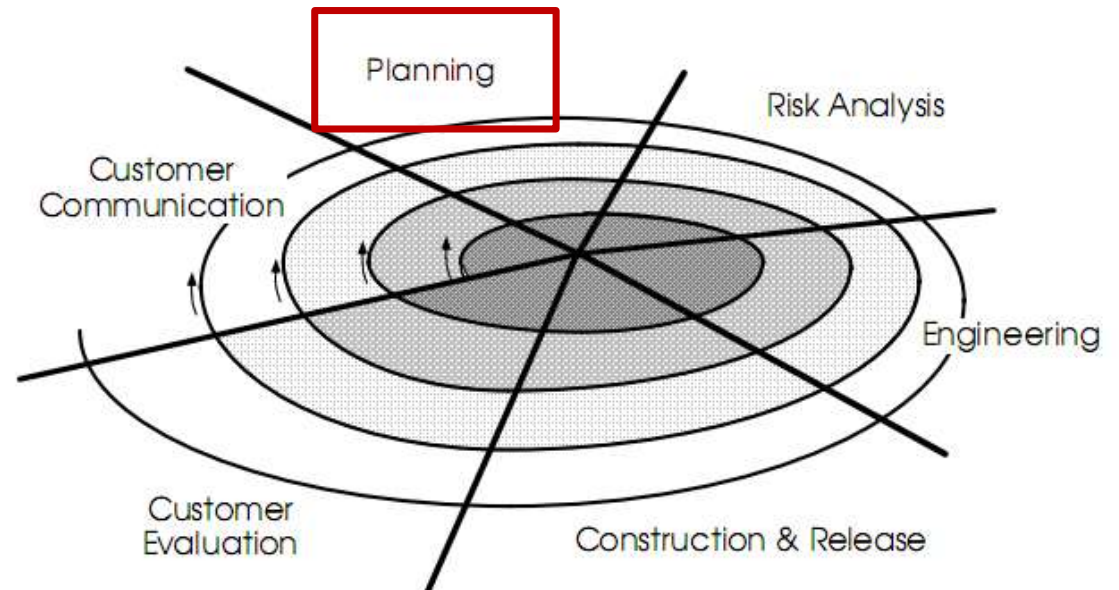 Planning
Risk Analysis
Customer
Communication
Engineering
Customer
Evaluation
Construction & Release